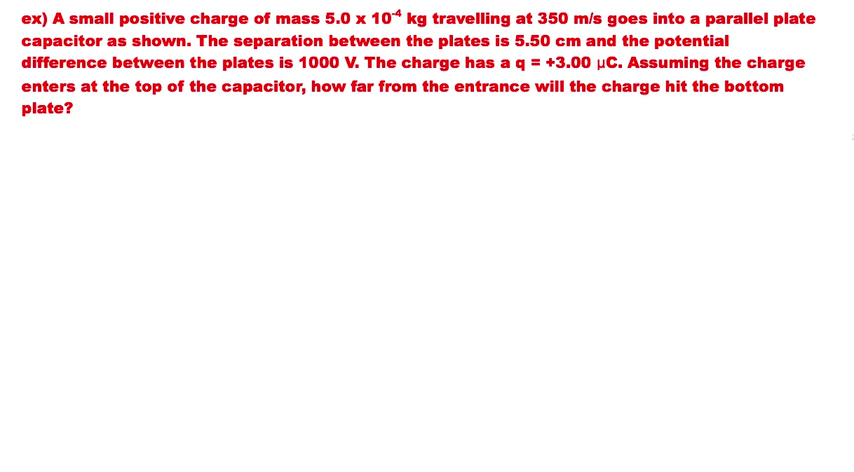 ex) A small positive charge of mass 5.0 x 10⁻⁴ kg travelling at 350 m/s goes into a parallel plate
capacitor as shown. The separation between the plates is 5.50 cm and the potential
difference between the plates is 1000 V. The charge has a q = +3.00 µC. Assuming the charge
enters at the top of the capacitor, how far from the entrance will the charge hit the bottom
plate?